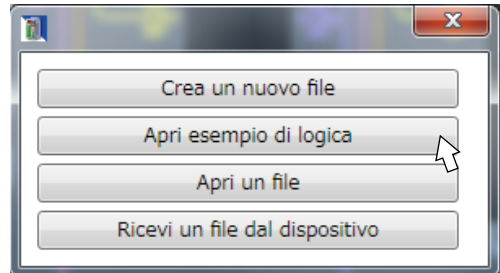 Crea un nuovo file
Apri esempio di logica
Apri un file
Ricevi un file dal dispositivo